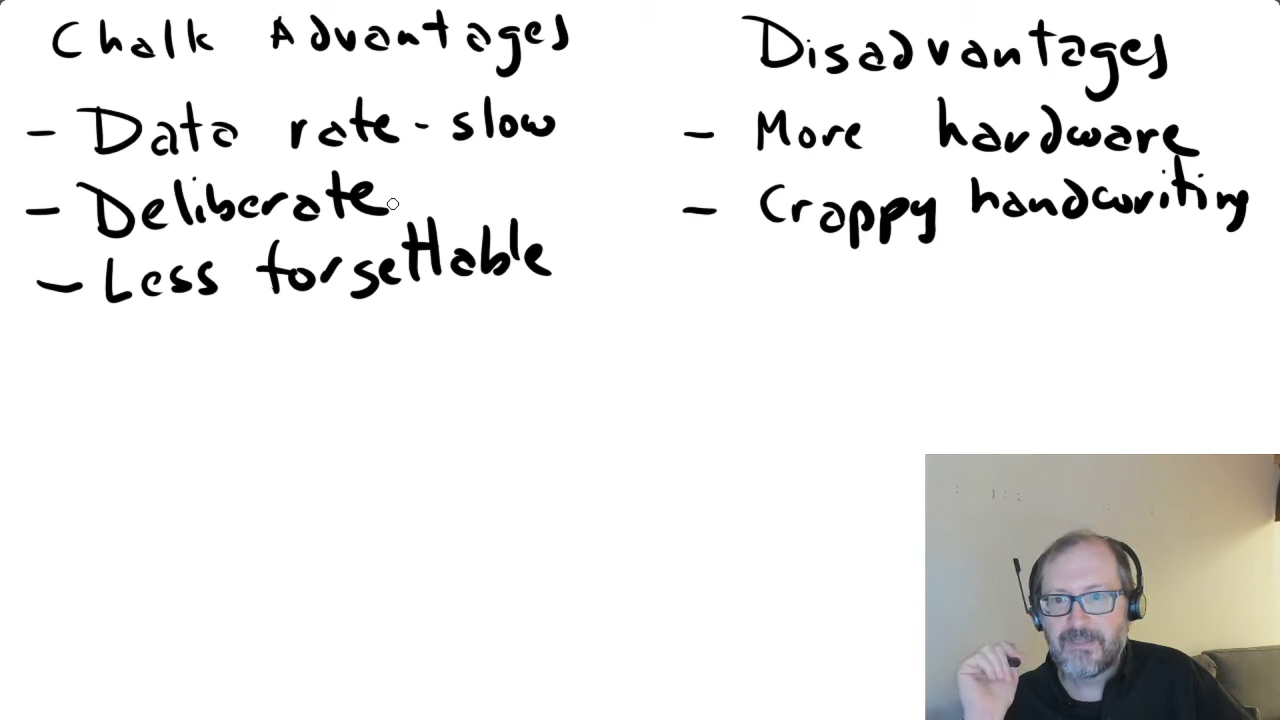 Chalk Advantages
- Data rate - slow
- Deliberate
- Less forgettable
Disadvantages
- More hardware
- Crappy handwriting